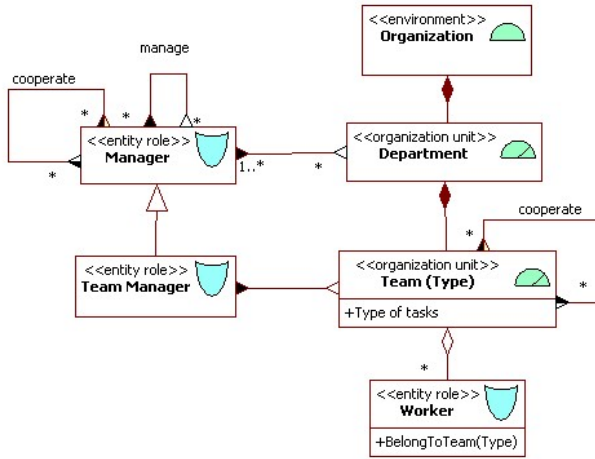 <<environment>>
Organization
manage
cooperate
*
*
*
*
<<entity role>>
Manager
1..*
*
<<organization unit>>
Department
cooperate
*
*
<<entity role>>
Team Manager
<<organization unit>>
Team (Type)
+Type of tasks
*
<<entity role>>
Worker
+BelongToTeam(Type)